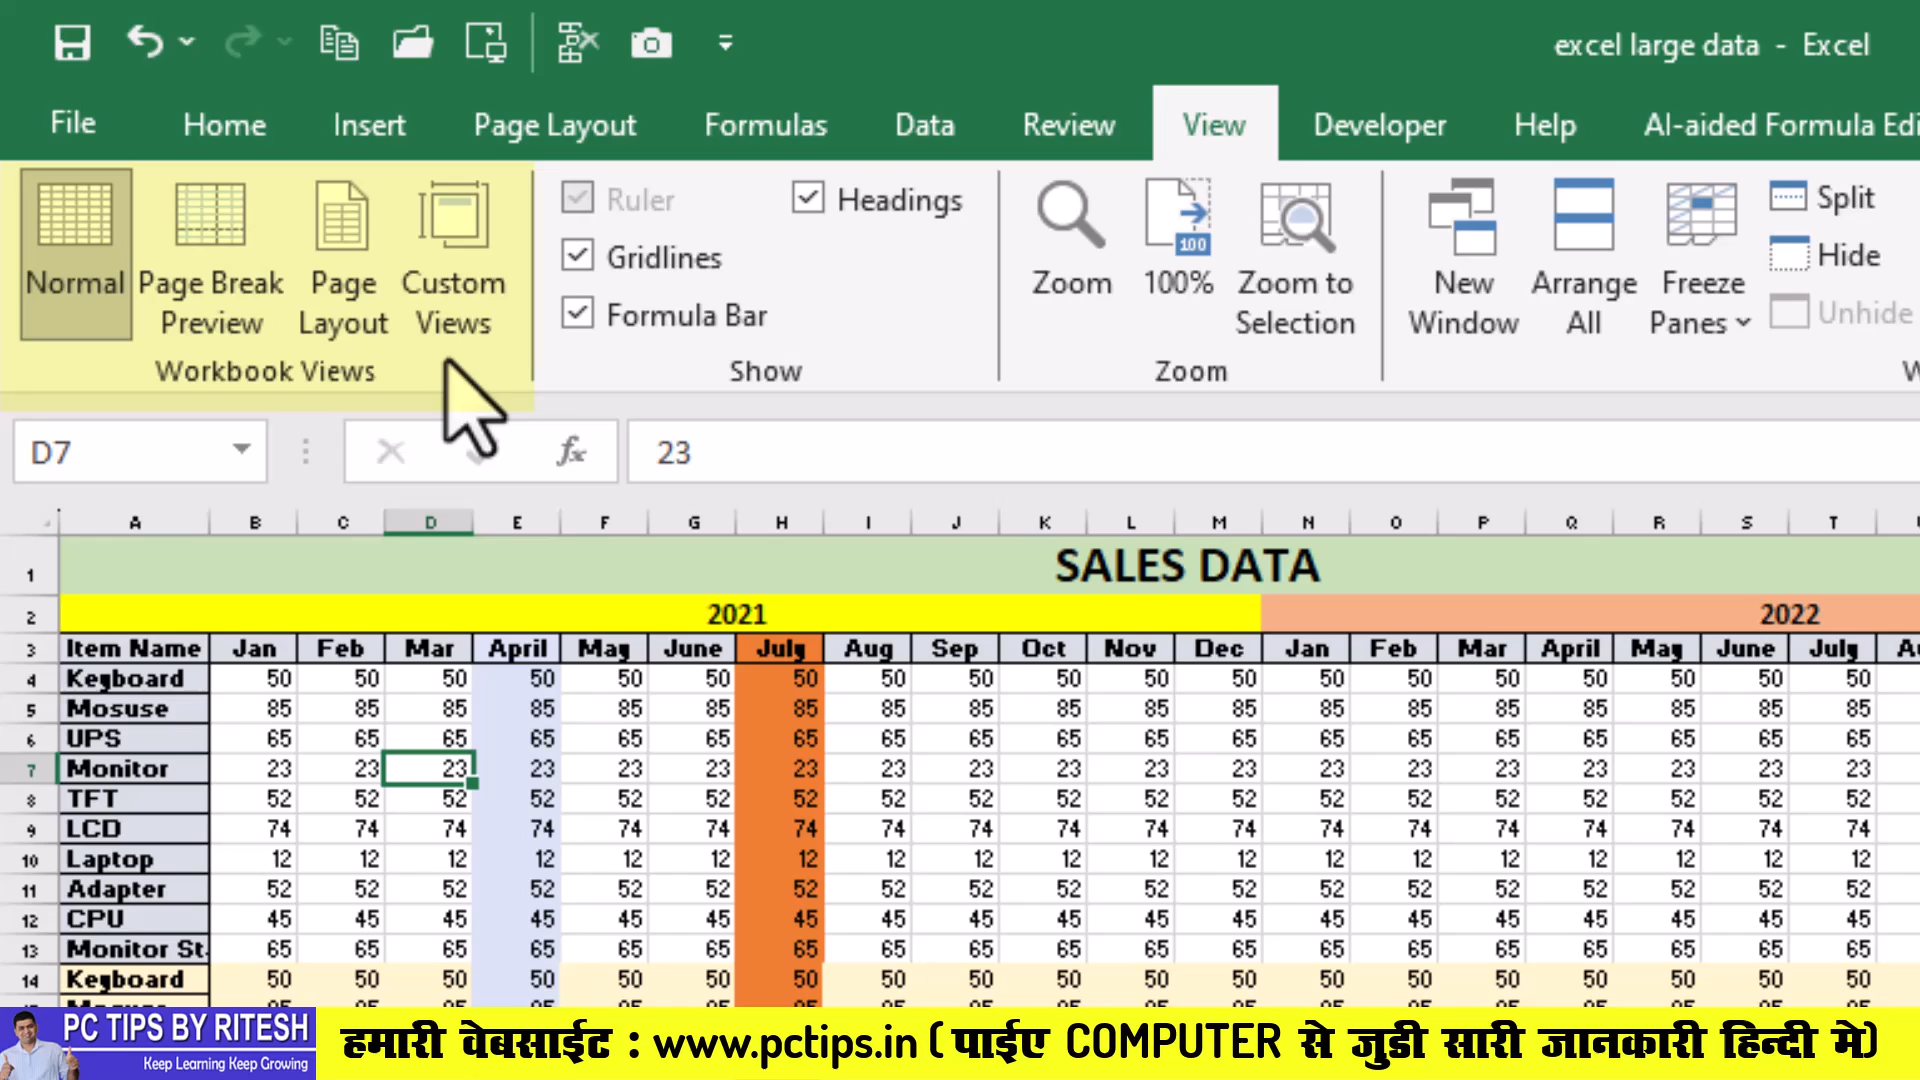 excel large data - Excel
File Home Insert Page Layout Formulas Data Review View Developer Help AI-aided Formula Edi
Normal Page Break Preview Page Layout Custom Views
Workbook Views
Ruler Headings
Gridlines
Formula Bar
Show
Zoom 100% Zoom to Selection
100
Zoom
New Window Arrange All Freeze Panes
Split
Hide
Unhide
D7 fx 23
A B C D E F G H I J K L M N O P Q R S T
1 SALES DATA
2 2021 2022
3 Item Name Jan Feb Mar April May June July Aug Sep Oct Nov Dec Jan Feb Mar April May June July
4 Keyboard 50 50 50 50 50 50 50 50 50 50 50 50 50 50 50 50 50 50 50
5 Mosuse 85 85 85 85 85 85 85 85 85 85 85 85 85 85 85 85 85 85 85
6 UPS 65 65 65 65 65 65 65 65 65 65 65 65 65 65 65 65 65 65 65
7 Monitor 23 23 23 23 23 23 23 23 23 23 23 23 23 23 23 23 23 23 23
8 TFT 52 52 52 52 52 52 52 52 52 52 52 52 52 52 52 52 52 52 52
9 LCD 74 74 74 74 74 74 74 74 74 74 74 74 74 74 74 74 74 74 74
10 Laptop 12 12 12 12 12 12 12 12 12 12 12 12 12 12 12 12 12 12 12
11 Adapter 52 52 52 52 52 52 52 52 52 52 52 52 52 52 52 52 52 52 52
12 CPU 45 45 45 45 45 45 45 45 45 45 45 45 45 45 45 45 45 45 45
13 Monitor St. 65 65 65 65 65 65 65 65 65 65 65 65 65 65 65 65 65 65 65
14 Keyboard 50 50 50 50 50 50 50 50 50 50 50 50 50 50 50 50 50 50 50
PC TIPS BY RITESH
Keep Learning Keep Growing
हमारी वेबसाईट : www.pctips.in ( पाईए COMPUTER से जुडी सारी जानकारी हिन्दी मे)